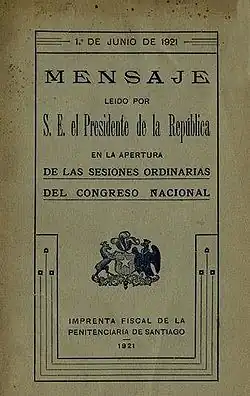 1.º DE JUNIO DE 1921
MENSAJE
LEIDO POR
S. E. el Presidente de la República
EN LA APERTURA
DE LAS SESIONES ORDINARIAS
DEL CONGRESO NACIONAL
IMPRENTA FISCAL DE LA
PENITENCIARIA DE SANTIAGO
1921